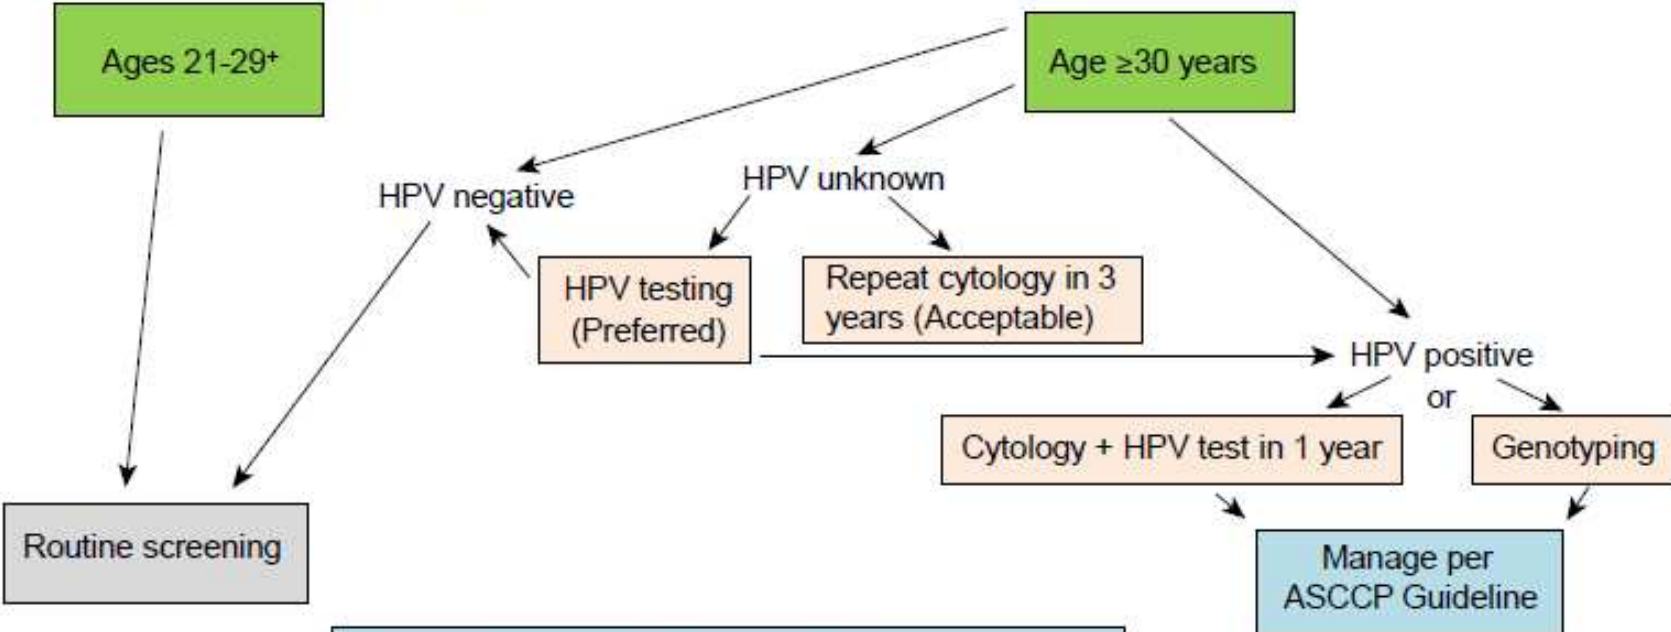 Ages 21-29+
Age ≥30 years
HPV negative
HPV unknown
HPV testing
(Preferred)
Repeat cytology in 3
years (Acceptable)
HPV positive
or
Cytology + HPV test in 1 year
Genotyping
Routine screening
Manage per
ASCCP Guideline